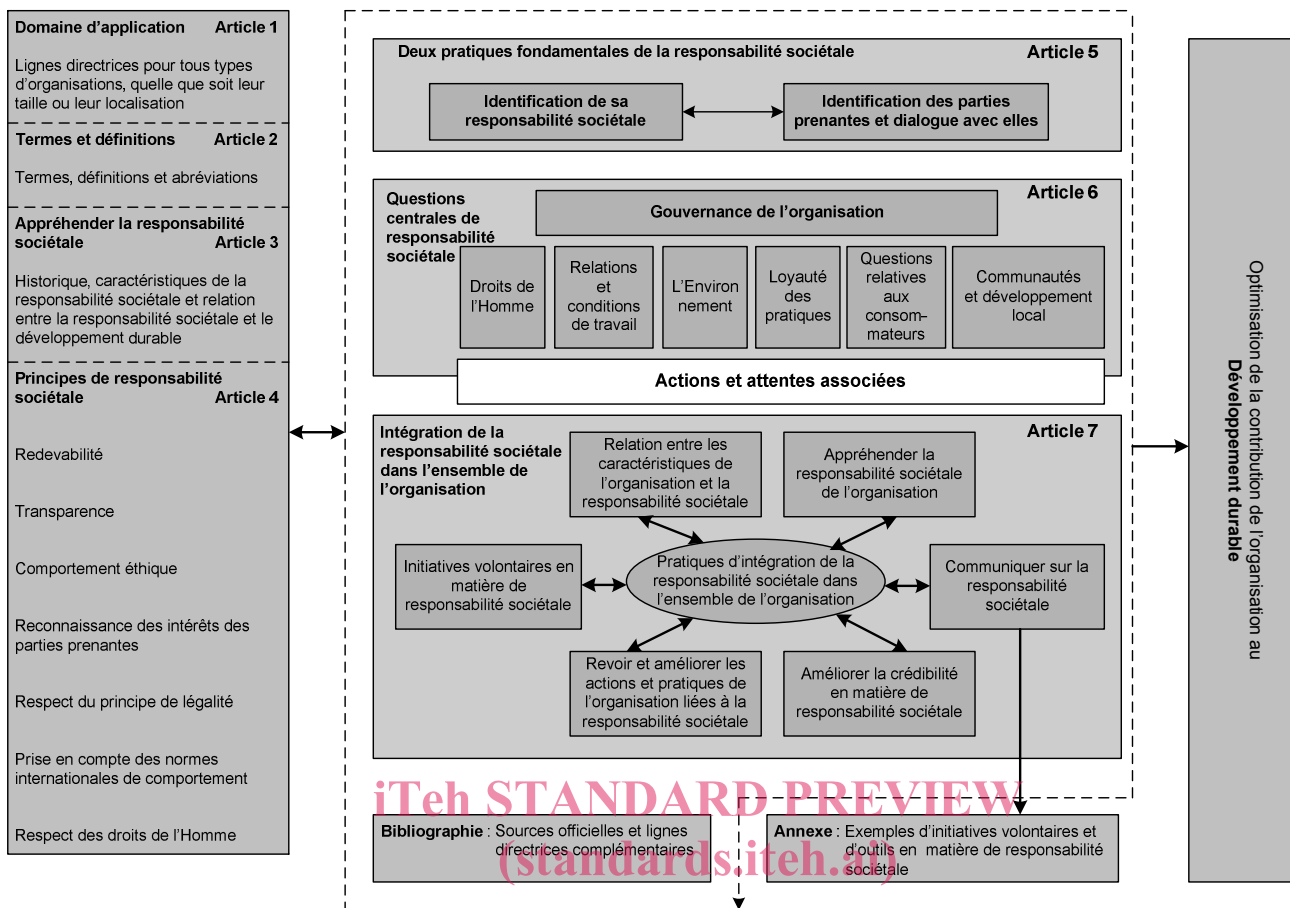 Domaine d'application Article 1
Lignes directrices pour tous types
d'organisations, quelle que soit leur
taille ou leur localisation
Termes et définitions Article 2
Termes, définitions et abréviations
Appréhender la responsabilité
sociétale Article 3
Historique, caractéristiques de la
responsabilité sociétale et relation
entre la responsabilité sociétale et le
développement durable
Principes de responsabilité
sociétale Article 4
Redevabilité
Transparence
Comportement éthique
Reconnaissance des intérêts des
parties prenantes
Respect du principe de légalité
Prise en compte des normes
internationales de comportement
Respect des droits de l'Homme
Deux pratiques fondamentales de la responsabilité sociétale Article 5
Identification de sa
responsabilité sociétale
Identification des parties
prenantes et dialogue avec elles
Questions
centrales de
responsabilité
sociétale
Article 6
Gouvernance de l'organisation
Droits de
l'Homme
Relations
et
conditions
de travail
L'Environ
nement
Loyauté
des
pratiques
Questions
relatives
aux
consom–
mateurs
Communautés
et développement
local
Actions et attentes associées
Intégration de la
responsabilité sociétale
dans l'ensemble de
l'organisation
Article 7
Relation entre les
caractéristiques de
l'organisation et la
responsabilité sociétale
Appréhender la
responsabilité sociétale
de l'organisation
Initiatives volontaires en
matière de
responsabilité sociétale
Pratiques d'intégration de la
responsabilité sociétale dans
l'ensemble de l'organisation
Communiquer sur la
responsabilité
sociétale
Revoir et améliorer les
actions et pratiques de
l'organisation liées à la
responsabilité sociétale
Améliorer la crédibilité
en matière de
responsabilité sociétale
iTeh STANDARD PREVIEW
(standards.iteh.ai)
Bibliographie : Sources officielles et lignes
directrices complémentaires
Annexe : Exemples d'initiatives volontaires et
d'outils en matière de responsabilité
sociétale
Optimisation de la contribution de l'organisation au
Développement durable